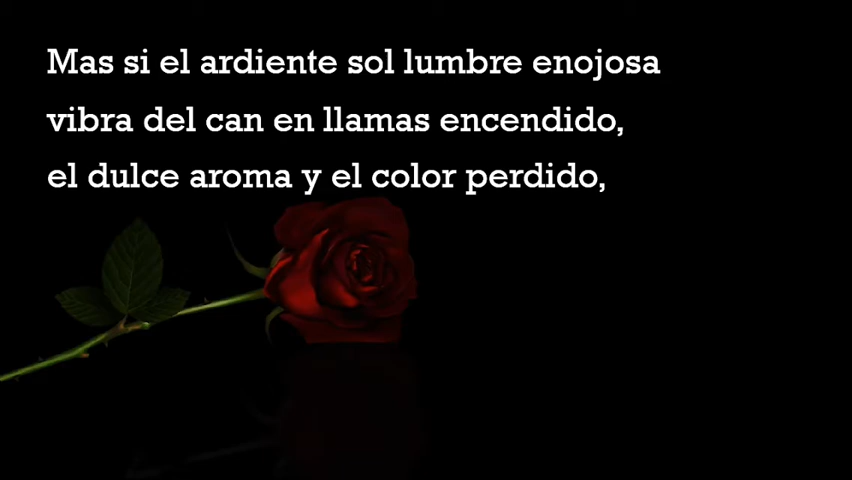 Mas si el ardiente sol lumbre enojosa
vibra del can en llamas encendido,
el dulce aroma y el color perdido,